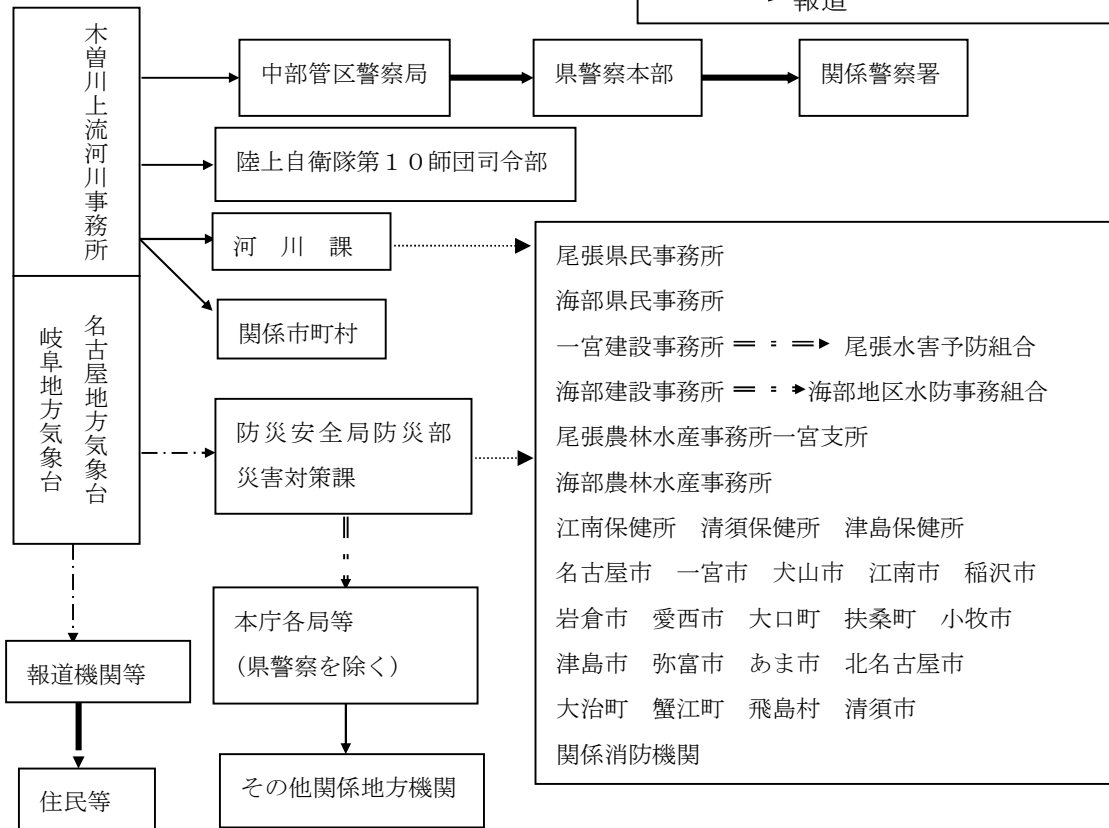 報道
木曽川上流河川事務所
中部管区警察局
県警察本部
関係警察署
陸上自衛隊第１０師団司令部
河　川　課
関係市町村
名古屋地方気象台
岐阜地方気象台
防災安全局防災部
災害対策課
本庁各局等
(県警察を除く)
その他関係地方機関
報道機関等
住民等
尾張県民事務所
海部県民事務所
一宮建設事務所　尾張水害予防組合
海部建設事務所　海部地区水防事務組合
尾張農林水産事務所一宮支所
海部農林水産事務所
江南保健所　清須保健所　津島保健所
名古屋市　一宮市　犬山市　江南市　稲沢市
岩倉市　愛西市　大口町　扶桑町　小牧市
津島市　弥富市　あま市　北名古屋市
大治町　蟹江町　飛島村　清須市
関係消防機関